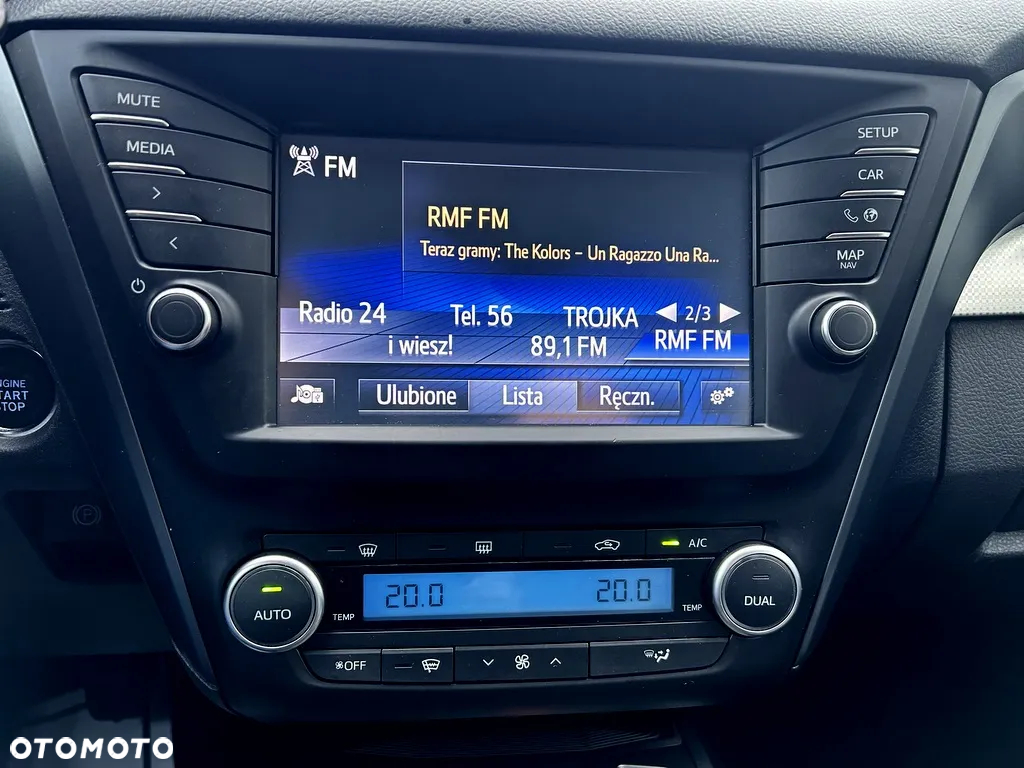 MUTE
MEDIA
>
<
SETUP
CAR
MAP
NAV
FM
RMF FM
Teraz gramy: The Kolors – Un Ragazzo Una Ra...
Radio 24
Tel. 56
TROJKA
◀ 2/3 ▶
i wiesz!
89,1 FM
RMF FM
Ulubione
Lista
Ręczn.
ENGINE
START
STOP
P
A/C
AUTO
TEMP
20.0
20.0
TEMP
DUAL
OFF
OTOMOTO